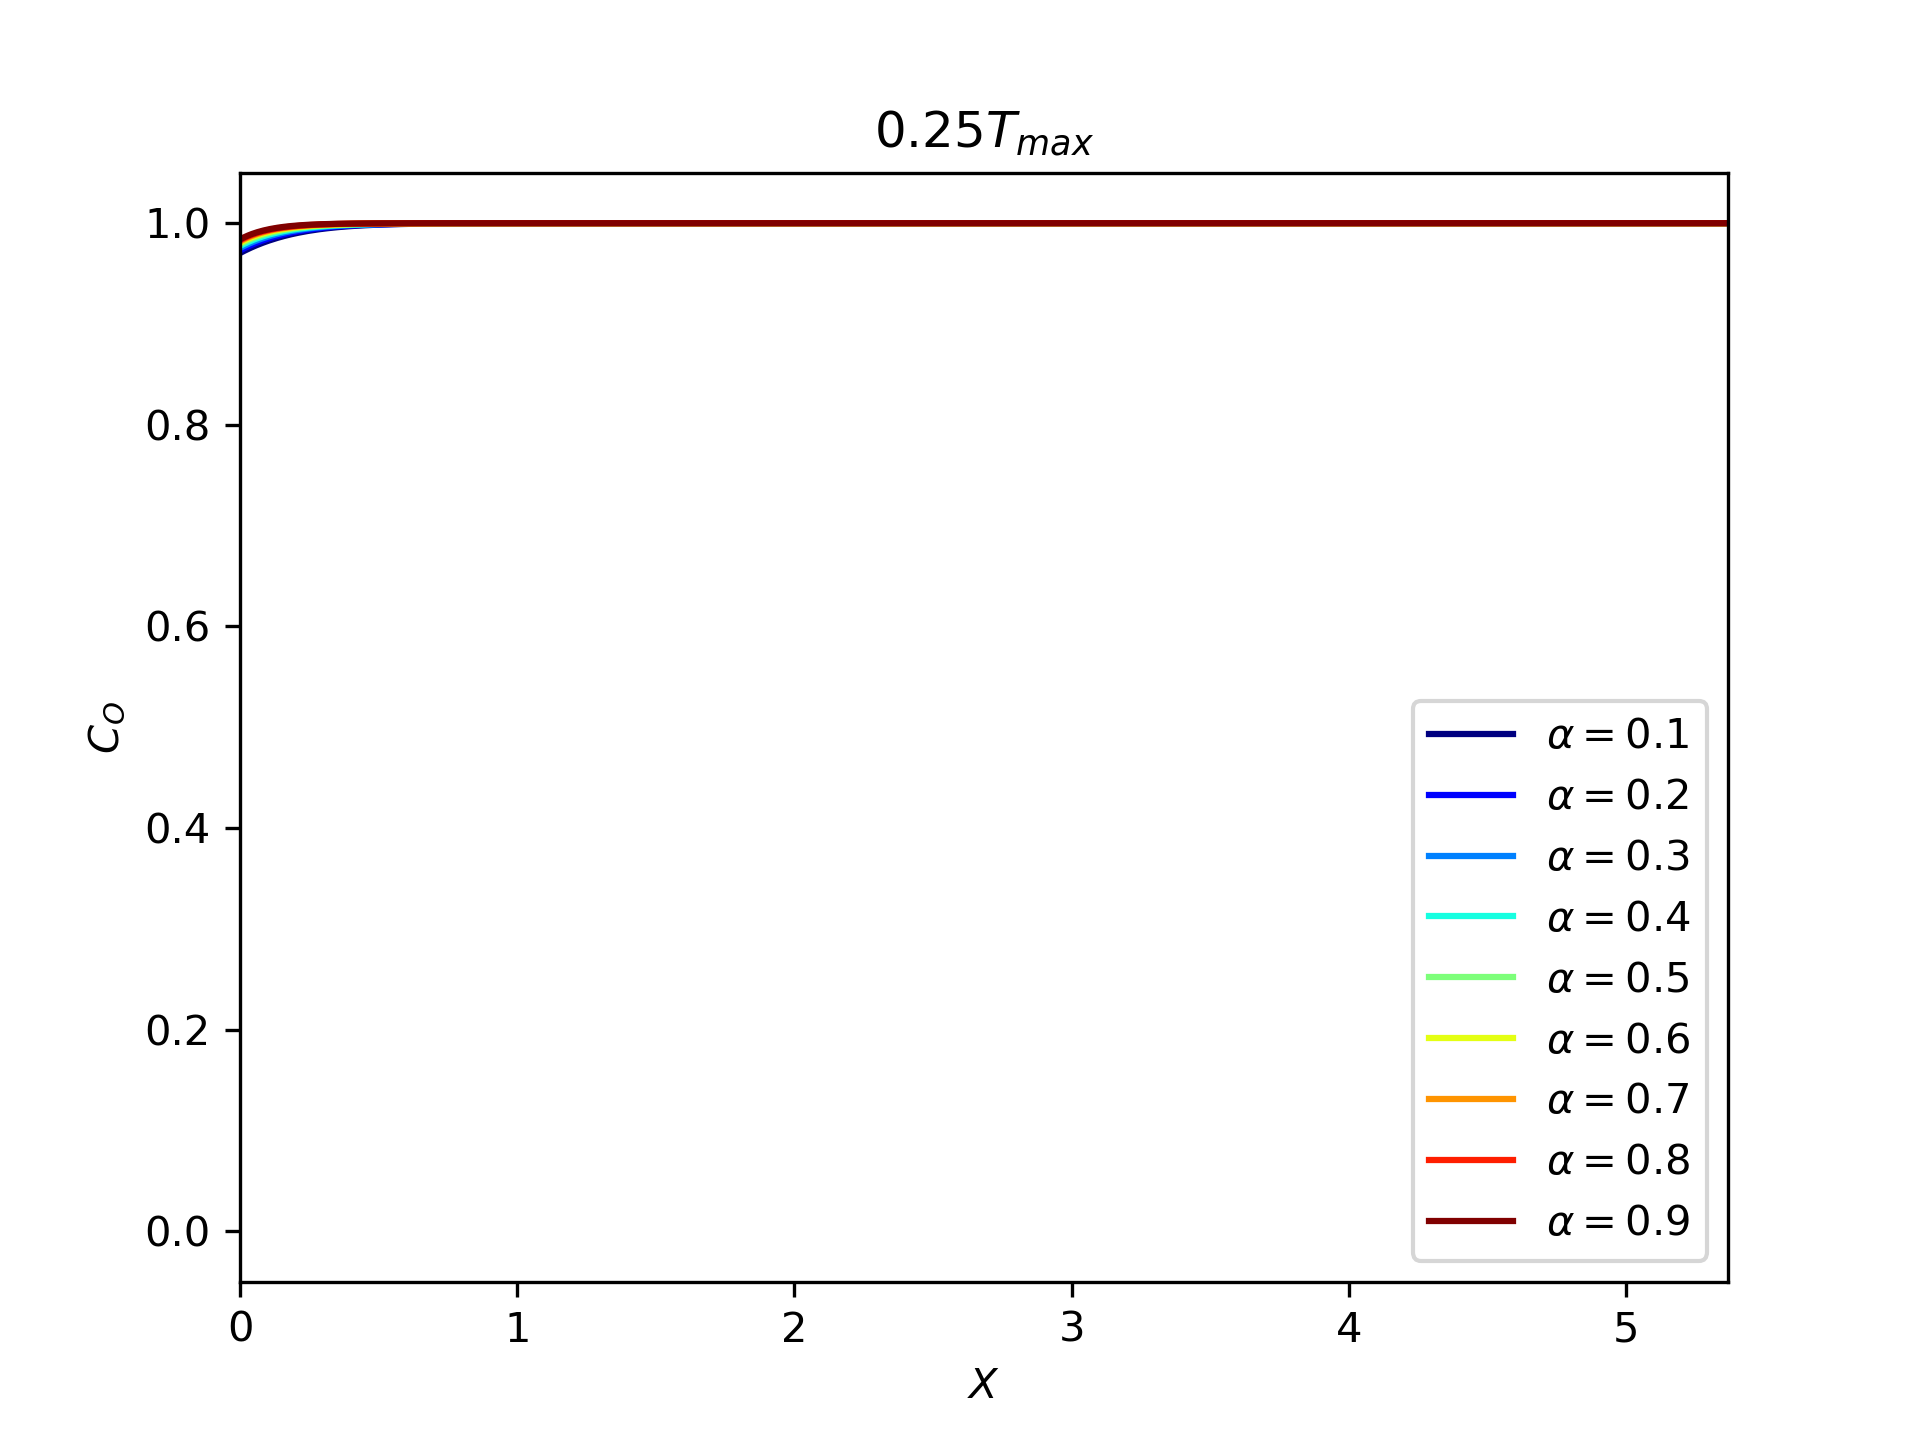 0.25T_max
1.0
0.8
0.6
0.4
0.2
0.0
C_O
0 1 2 3 4 5
X
α = 0.1
α = 0.2
α = 0.3
α = 0.4
α = 0.5
α = 0.6
α = 0.7
α = 0.8
α = 0.9